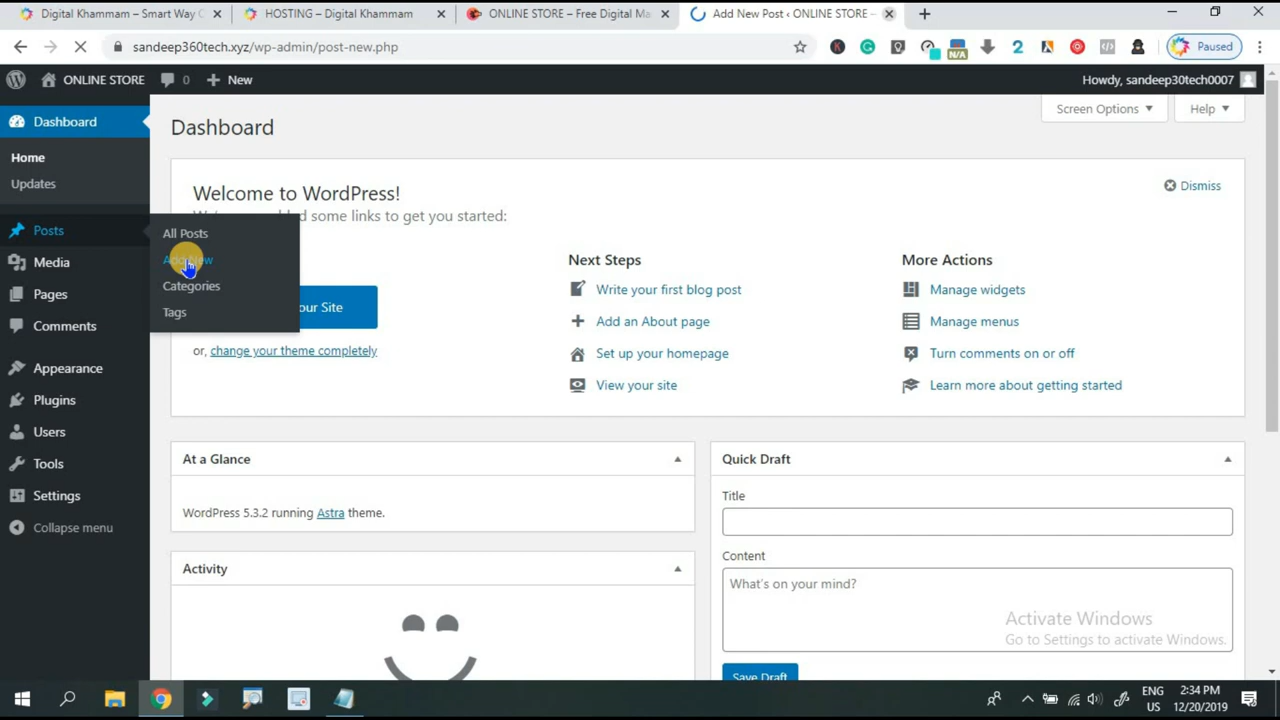 Digital Khammam – Smart Way C
HOSTING – Digital Khammam
ONLINE STORE – Free Digital Ma
Add New Post ‹ ONLINE STORE –
sandeep360tech.xyz/wp-admin/post-new.php
N/A
2
Paused
ONLINE STORE
0
New
Howdy, sandeep30tech0007
Dashboard
Home
Updates
Posts
Media
Pages
Comments
Appearance
Plugins
Users
Tools
Settings
Collapse menu
All Posts
Add New
Categories
Tags
Dashboard
Screen Options
Help
Welcome to WordPress!
Dismiss
some links to get you started:
our Site
or, change your theme completely
Next Steps
Write your first blog post
Add an About page
Set up your homepage
View your site
More Actions
Manage widgets
Manage menus
Turn comments on or off
Learn more about getting started
At a Glance
WordPress 5.3.2 running Astra theme.
Activity
Quick Draft
Title
Content
What's on your mind?
Save Draft
Activate Windows
Go to Settings to activate Windows.
ENG
US
2:34 PM
12/20/2019